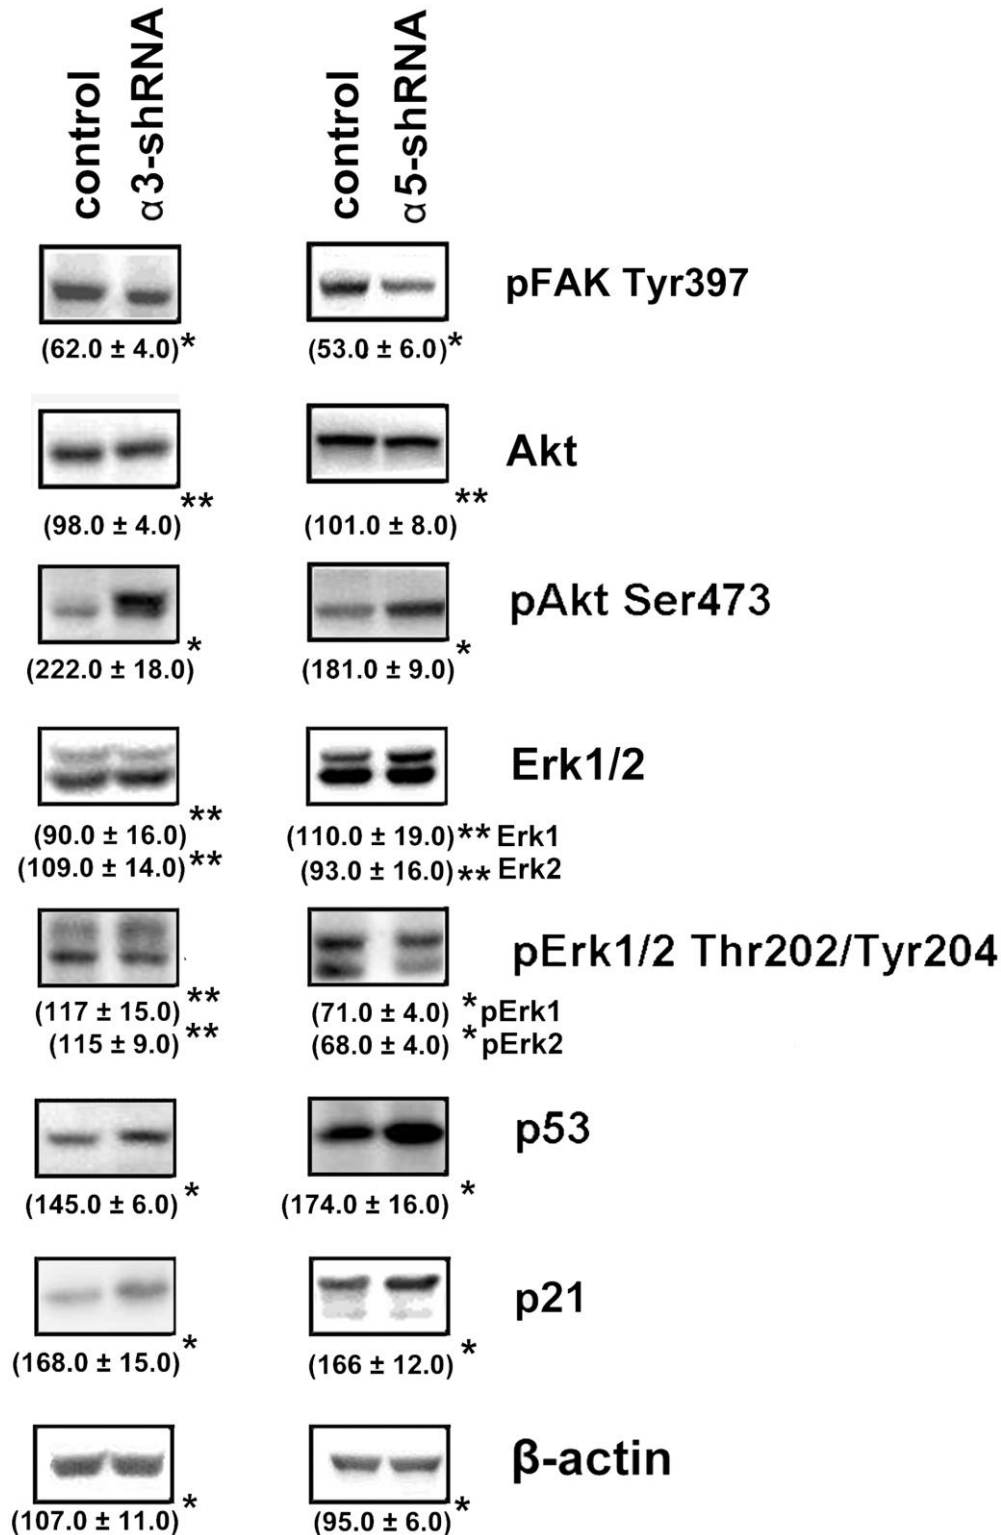 control
α3-shRNA
control
α5-shRNA
pFAK Tyr397
(62.0 ± 4.0)* (53.0 ± 6.0)*
Akt
** **
(98.0 ± 4.0) (101.0 ± 8.0)
pAkt Ser473
* *
(222.0 ± 18.0) (181.0 ± 9.0)
Erk1/2
(90.0 ± 16.0)** (110.0 ± 19.0)** Erk1
(109.0 ± 14.0)** (93.0 ± 16.0)** Erk2
pErk1/2 Thr202/Tyr204
(117 ± 15.0)** (71.0 ± 4.0) *pErk1
(115 ± 9.0)** (68.0 ± 4.0) *pErk2
p53
(145.0 ± 6.0)* (174.0 ± 16.0) *
p21
(168.0 ± 15.0)* (166 ± 12.0) *
β-actin
(107.0 ± 11.0)* (95.0 ± 6.0)*